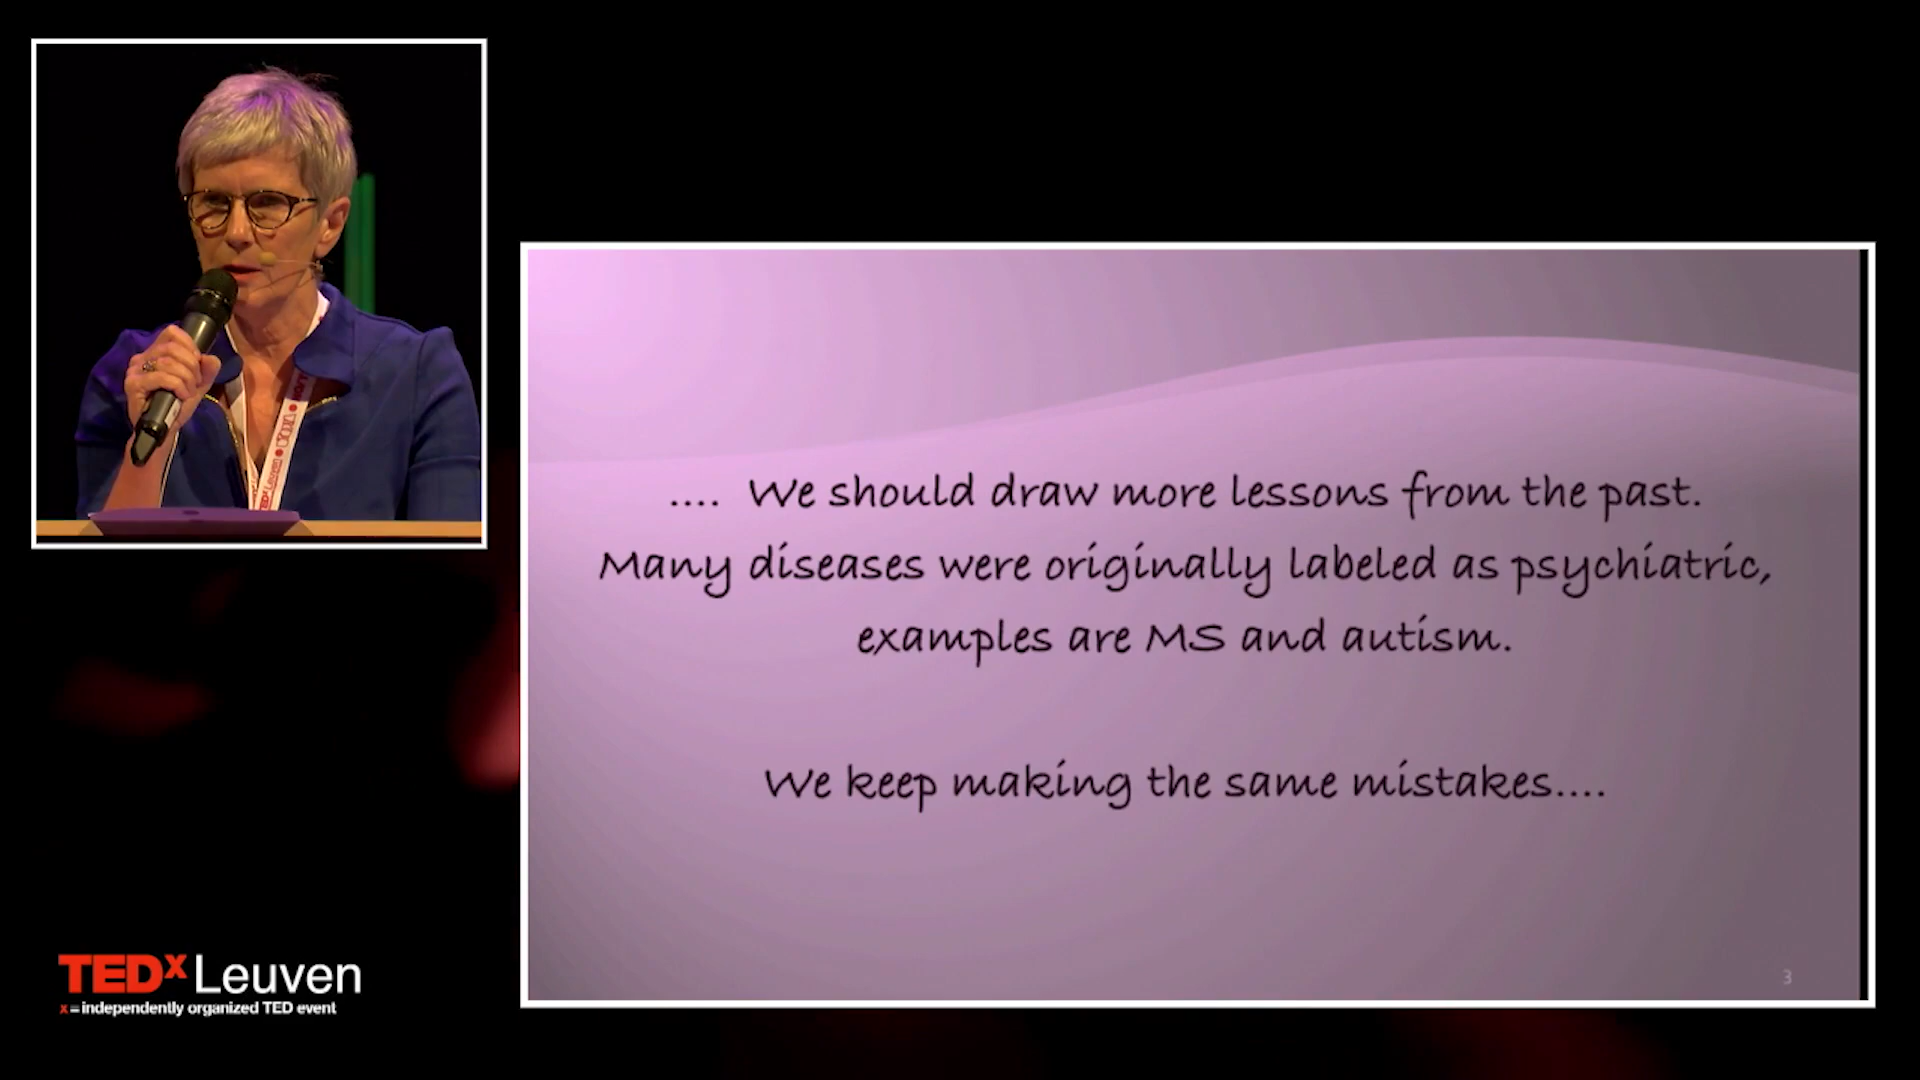 .... We should draw more lessons from the past.
Many diseases were originally labeled as psychiatric,
examples are MS and autism.
We keep making the same mistakes....
3
TEDx Leuven
x = independently organized TED event